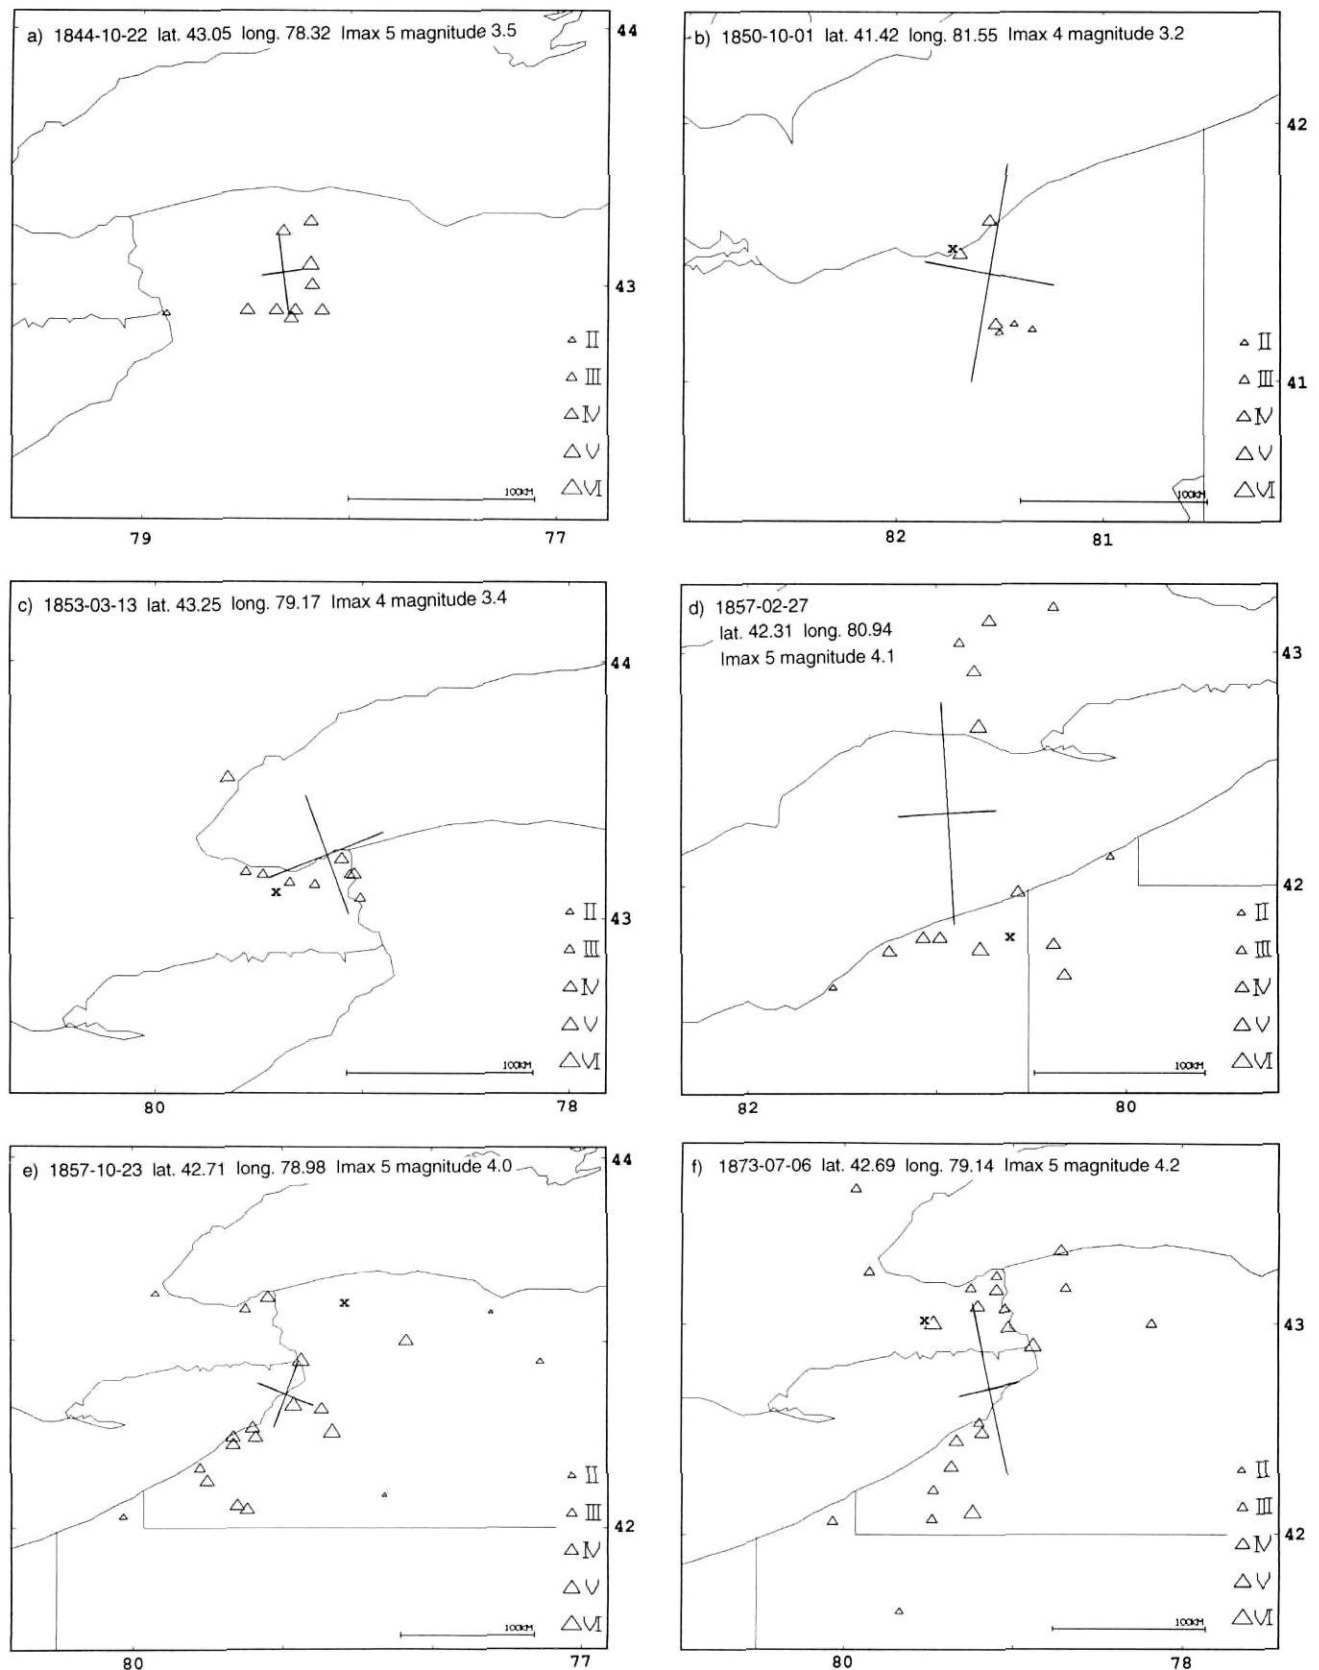 a) 1844-10-22 lat. 43.05 long. 78.32 Imax 5 magnitude 3.5
44
43
II
III
IV
V
VI
100KM
79
77
b) 1850-10-01 lat. 41.42 long. 81.55 Imax 4 magnitude 3.2
42
x
41
II
III
IV
V
VI
100KM
82
81
c) 1853-03-13 lat. 43.25 long. 79.17 Imax 4 magnitude 3.4
44
x
43
II
III
IV
V
VI
100KM
80
78
d) 1857-02-27
lat. 42.31 long. 80.94
Imax 5 magnitude 4.1
43
42
x
II
III
IV
V
VI
100KM
82
80
e) 1857-10-23 lat. 42.71 long. 78.98 Imax 5 magnitude 4.0
44
x
42
II
III
IV
V
VI
100KM
80
77
f) 1873-07-06 lat. 42.69 long. 79.14 Imax 5 magnitude 4.2
x
43
42
II
III
IV
V
VI
100KM
80
78